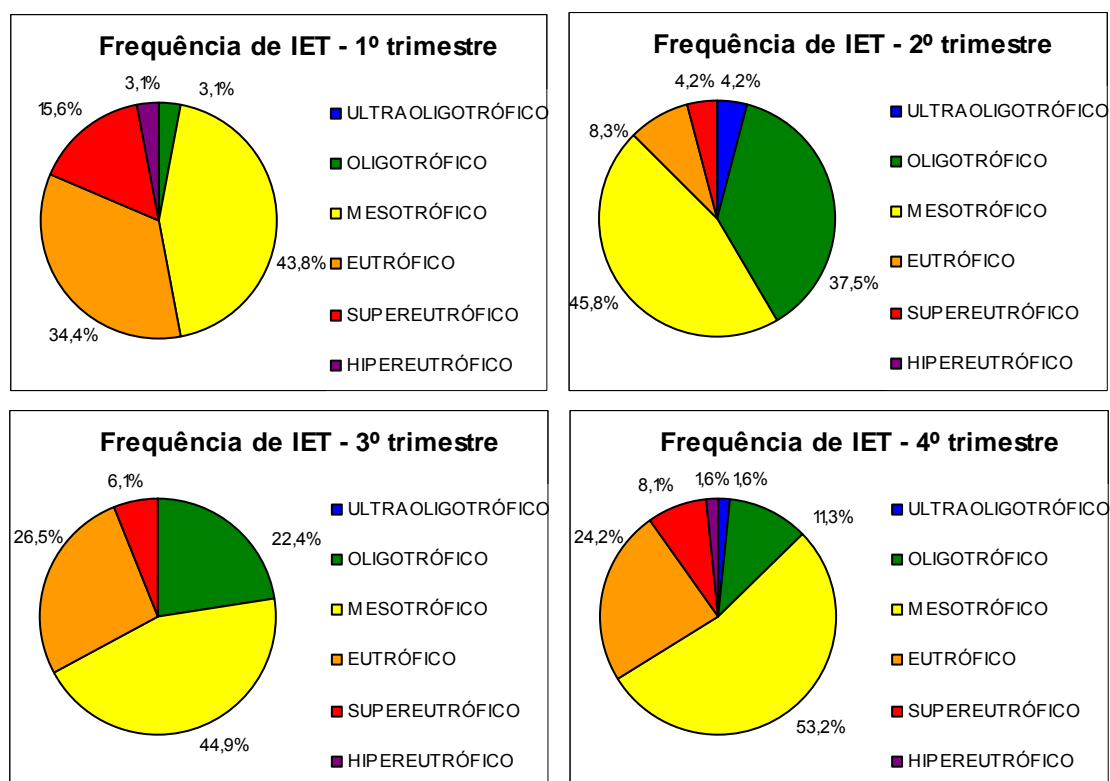 Frequência de IET - 1º trimestre
3,1%
3,1%
15,6%
43,8%
34,4%
ULTRAOLIGOTRÓFICO
OLIGOTRÓFICO
MESOTRÓFICO
EUTRÓFICO
SUPEREUTRÓFICO
HIPEREUTRÓFICO
Frequência de IET - 2º trimestre
4,2%
4,2%
8,3%
37,5%
45,8%
ULTRAOLIGOTRÓFICO
OLIGOTRÓFICO
MESOTRÓFICO
EUTRÓFICO
SUPEREUTRÓFICO
HIPEREUTRÓFICO
Frequência de IET - 3º trimestre
6,1%
26,5%
22,4%
44,9%
ULTRAOLIGOTRÓFICO
OLIGOTRÓFICO
MESOTRÓFICO
EUTRÓFICO
SUPEREUTRÓFICO
HIPEREUTRÓFICO
Frequência de IET - 4º trimestre
1,6%
1,6%
8,1%
11,3%
24,2%
53,2%
ULTRAOLIGOTRÓFICO
OLIGOTRÓFICO
MESOTRÓFICO
EUTRÓFICO
SUPEREUTRÓFICO
HIPEREUTRÓFICO